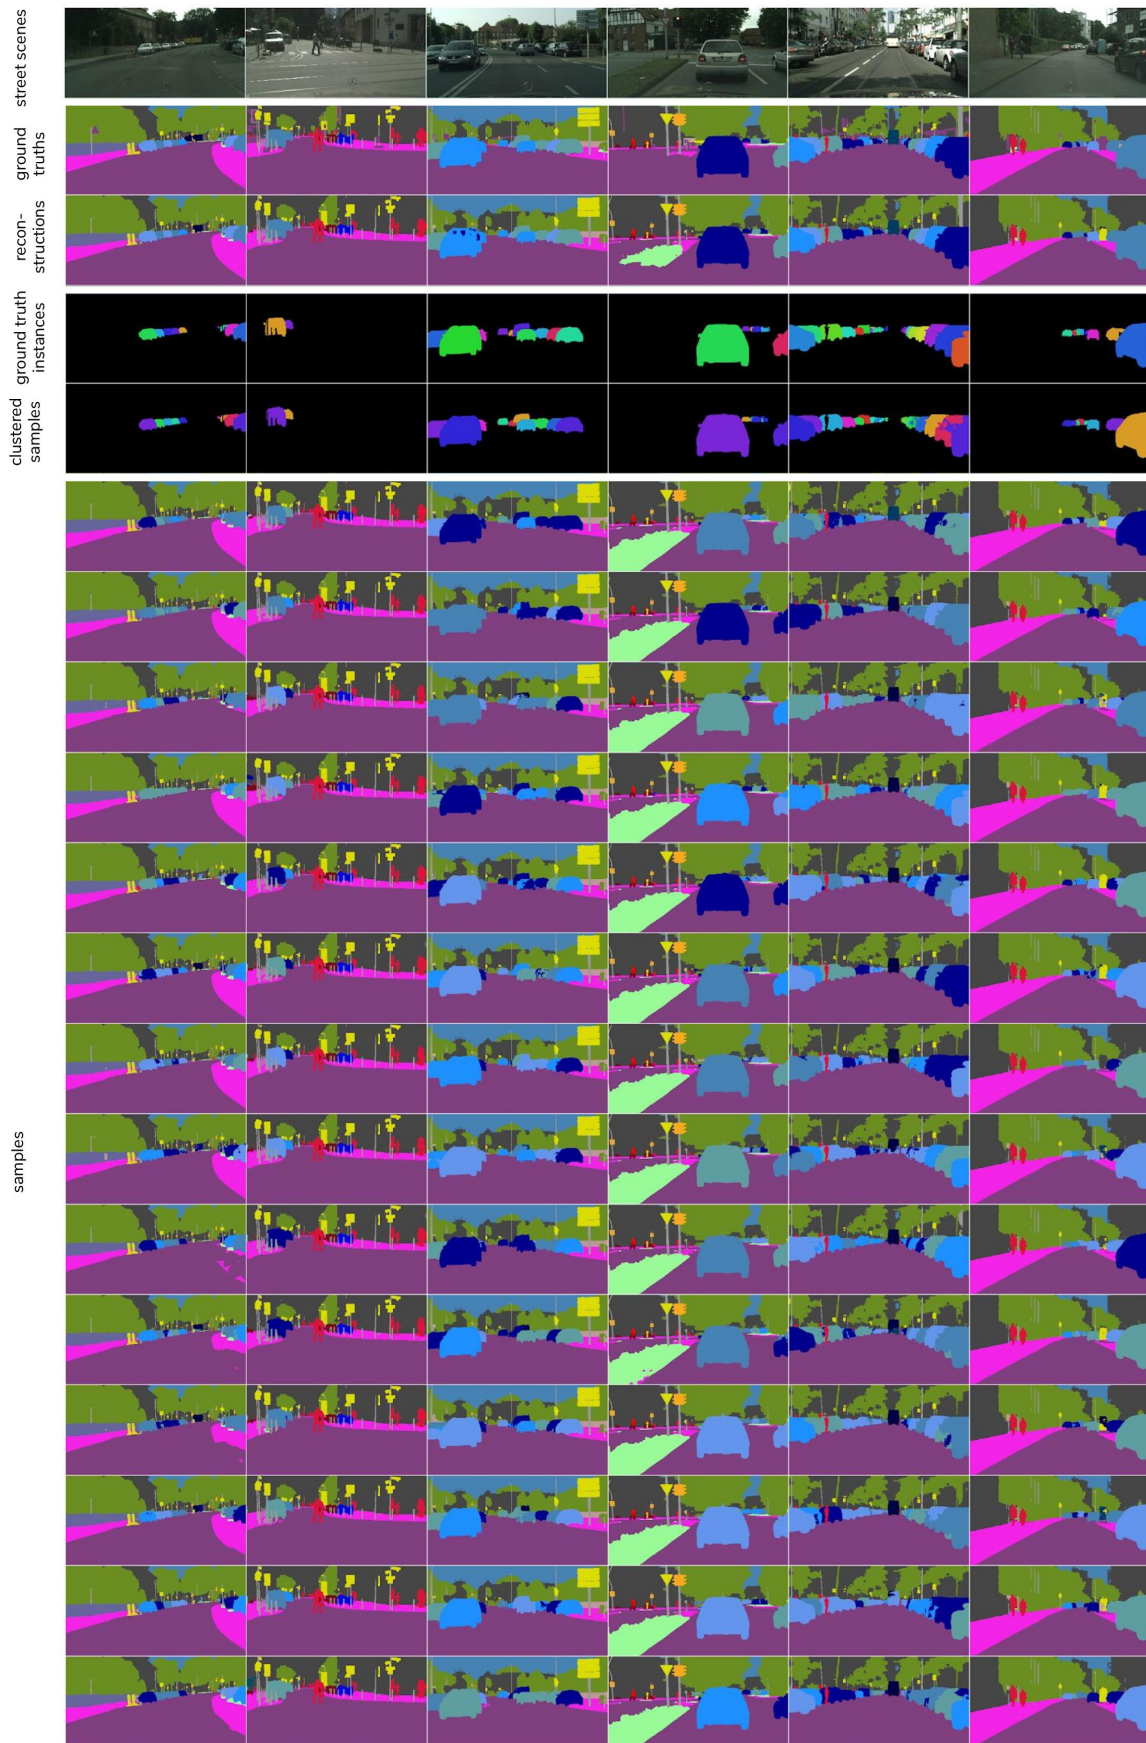 street scenes
ground
truths
recon-
structions
ground truth
instances
clustered
samples
samples